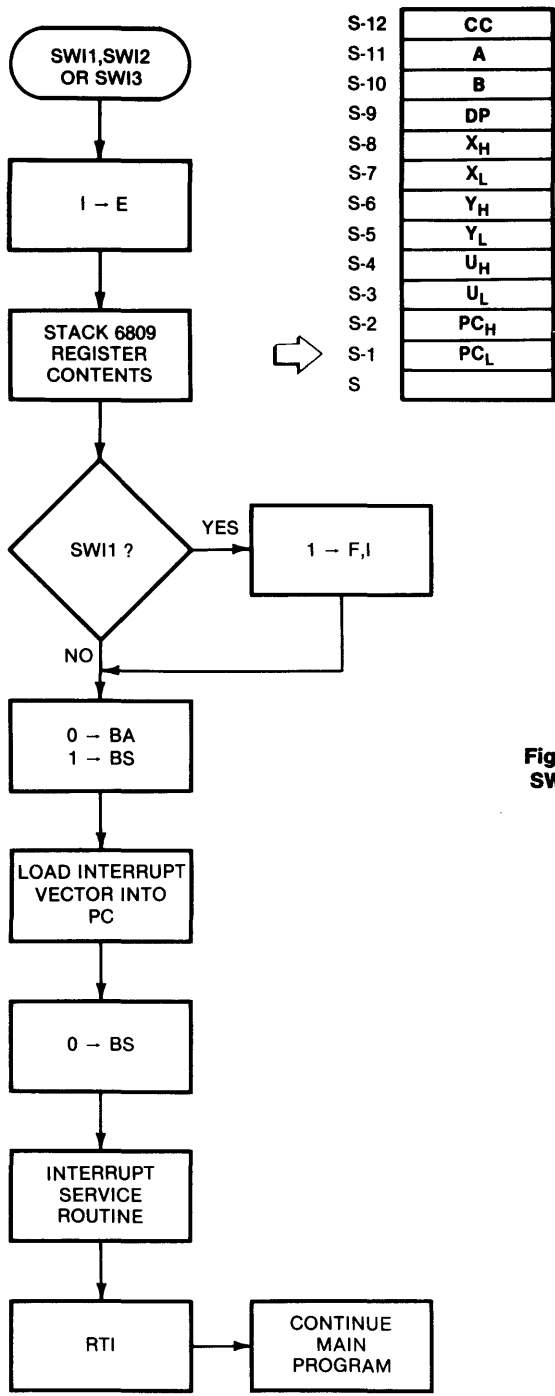 SWI1,SWI2
OR SWI3
I → E
STACK 6809
REGISTER
CONTENTS
SWI1 ?
YES
1 → F,I
NO
0 → BA
1 → BS
LOAD INTERRUPT
VECTOR INTO
PC
0 → BS
INTERRUPT
SERVICE
ROUTINE
RTI
CONTINUE
MAIN
PROGRAM
S-12 CC
S-11 A
S-10 B
S-9 DP
S-8 XH
S-7 XL
S-6 YH
S-5 YL
S-4 UH
S-3 UL
S-2 PCH
S-1 PCL
S
Fig
SW